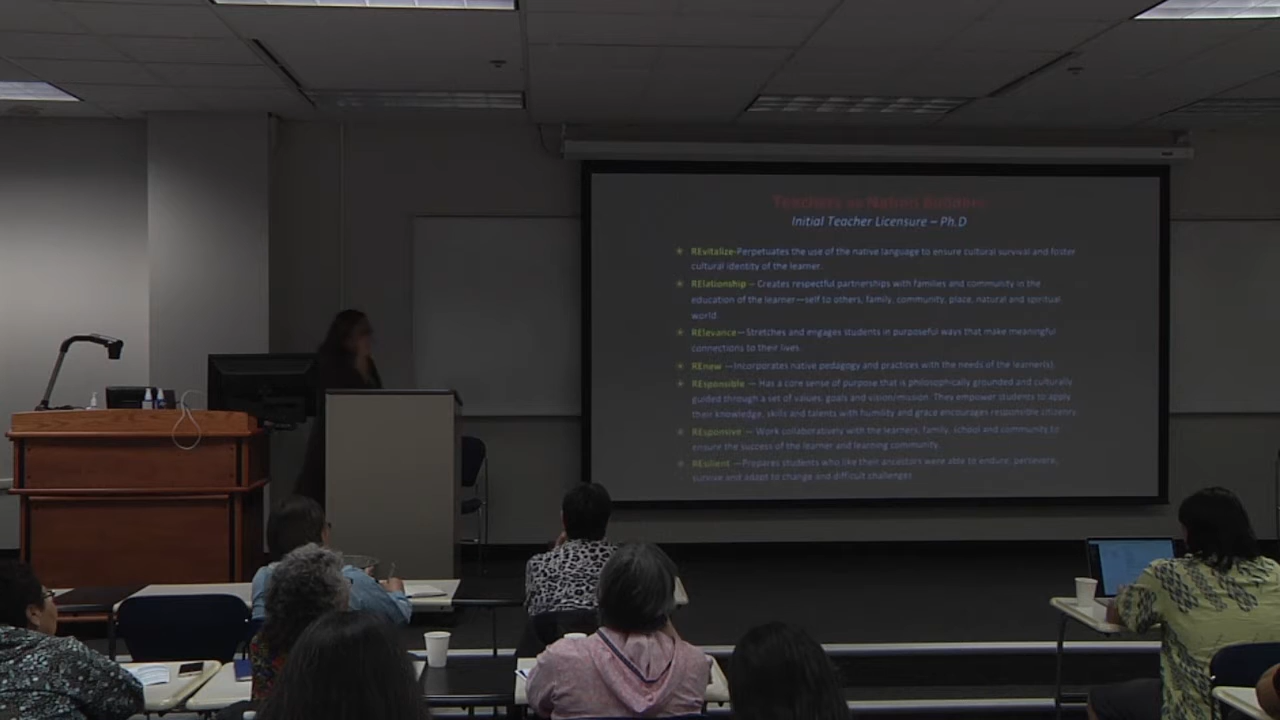 Teachers as Nation Builders
Initial Teacher Licensure – Ph.D
REvitalize-Perpetuates the use of the native language to ensure cultural survival and foster
cultural identity of the learner.
RElationship – Creates respectful partnerships with families and community in the
education of the learner—self to others, family, community, place, natural and spiritual
world.
RElevance—Stretches and engages students in purposeful ways that make meaningful
connections to their lives.
REnew —Incorporates native pedagogy and practices with the needs of the learner(s).
REsponsible — Has a core sense of purpose that is philosophically grounded and culturally
guided through a set of values, goals and vision/mission. They empower students to apply
their knowledge, skills and talents with humility and grace encourages responsible citizenry.
REsponsive — Work collaboratively with the learners, family, school and community to
ensure the success of the learner and learning community.
REsilient —Prepares students who like their ancestors were able to endure, persevere,
survive and adapt to change and difficult challenges